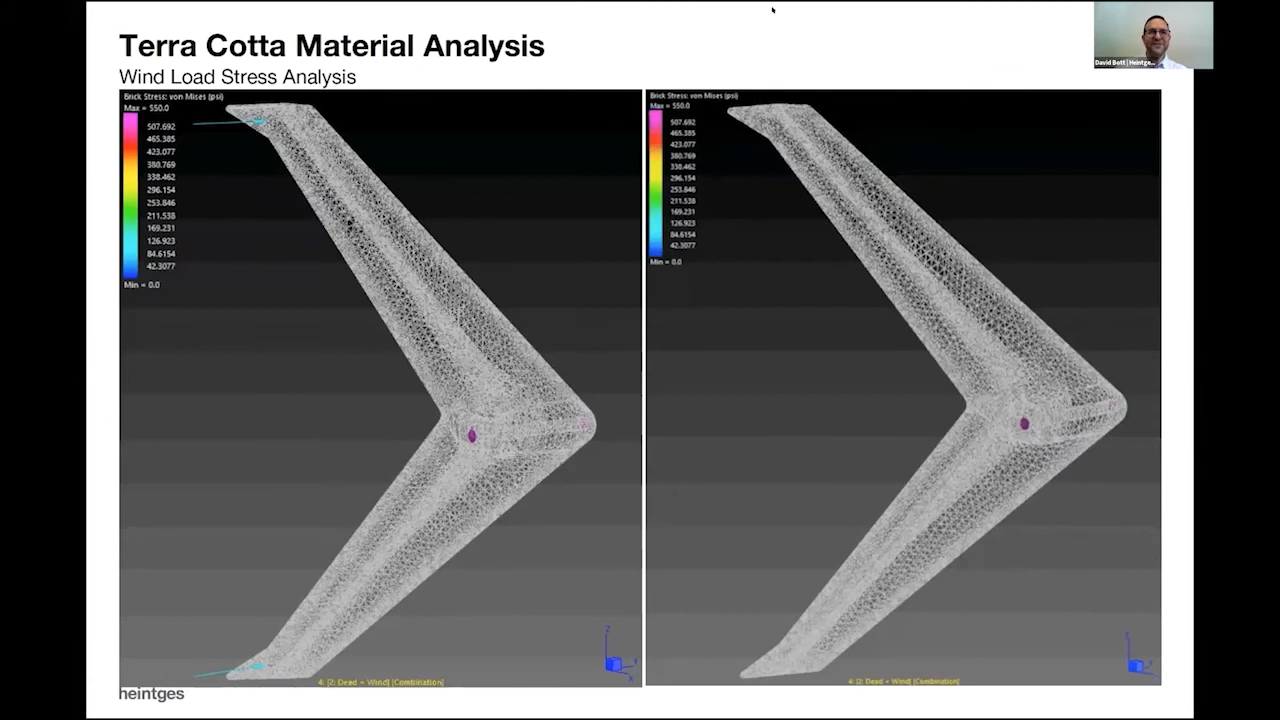 Terra Cotta Material Analysis
Wind Load Stress Analysis
David Bott | Heintge...
Brick Stress: von Mises (psi)
Max = 550.0
507.692
465.385
423.077
380.769
338.462
296.154
253.846
211.538
169.231
126.923
84.6154
42.3077
Min = 0.0
4: [2: Dead + Wind] [Combination]
Z
Y
X
Brick Stress: von Mises (psi)
Max = 550.0
507.692
465.385
423.077
380.769
338.462
296.154
253.846
211.538
169.231
126.923
84.6154
42.3077
Min = 0.0
4: [2: Dead + Wind] [Combination]
Z
Y
heintges